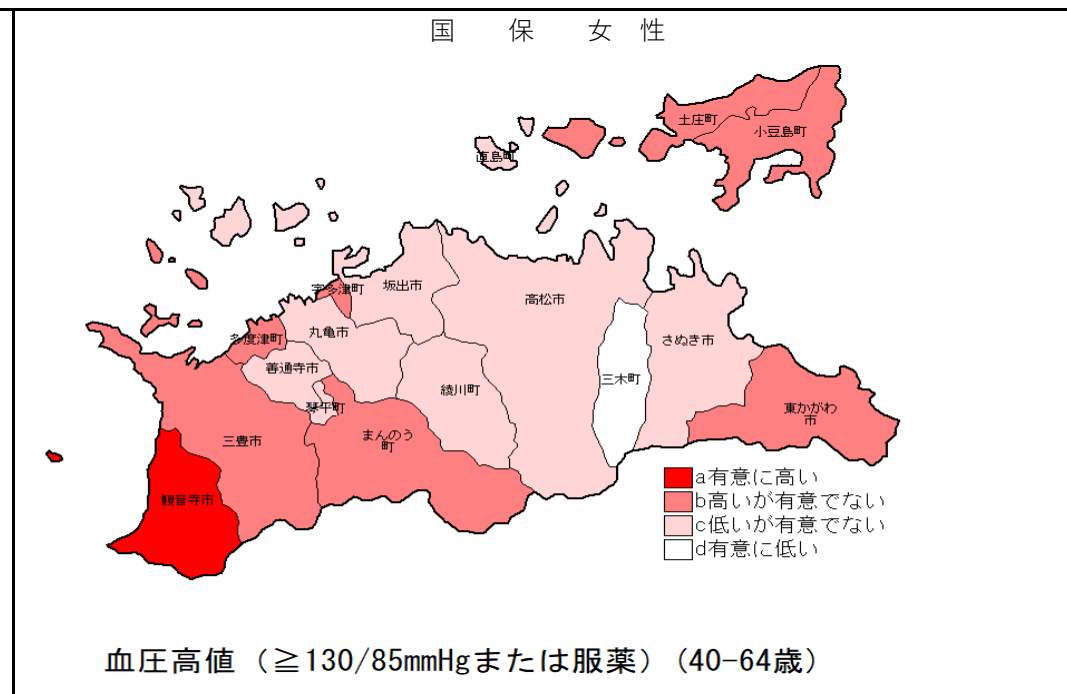 国 保 女 性
土庄町
小豆島町
直島町
宇多津町
坂出市
高松市
多度津町
丸亀市
さぬき市
善通寺市
三木町
綾川町
琴平町
東かがわ
市
まんのう
町
三豊市
観音寺市
a有意に高い
b高いが有意でない
c低いが有意でない
d有意に低い
血圧高値（≧130/85mmHgまたは服薬）(40-64歳)